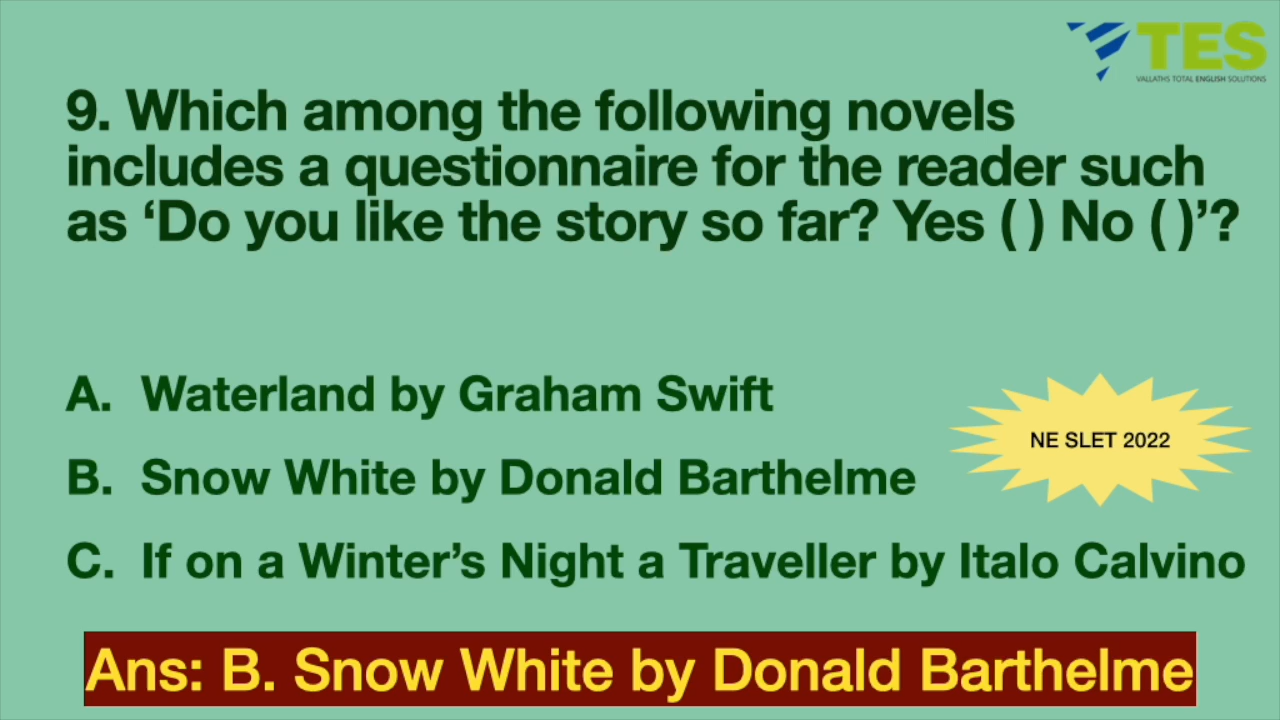 TES
VALLATHS TOTAL ENGLISH SOLUTIONS
9. Which among the following novels
includes a questionnaire for the reader such
as ‘Do you like the story so far? Yes ( ) No ( )’?
A. Waterland by Graham Swift
NE SLET 2022
B. Snow White by Donald Barthelme
C. If on a Winter’s Night a Traveller by Italo Calvino
Ans: B. Snow White by Donald Barthelme